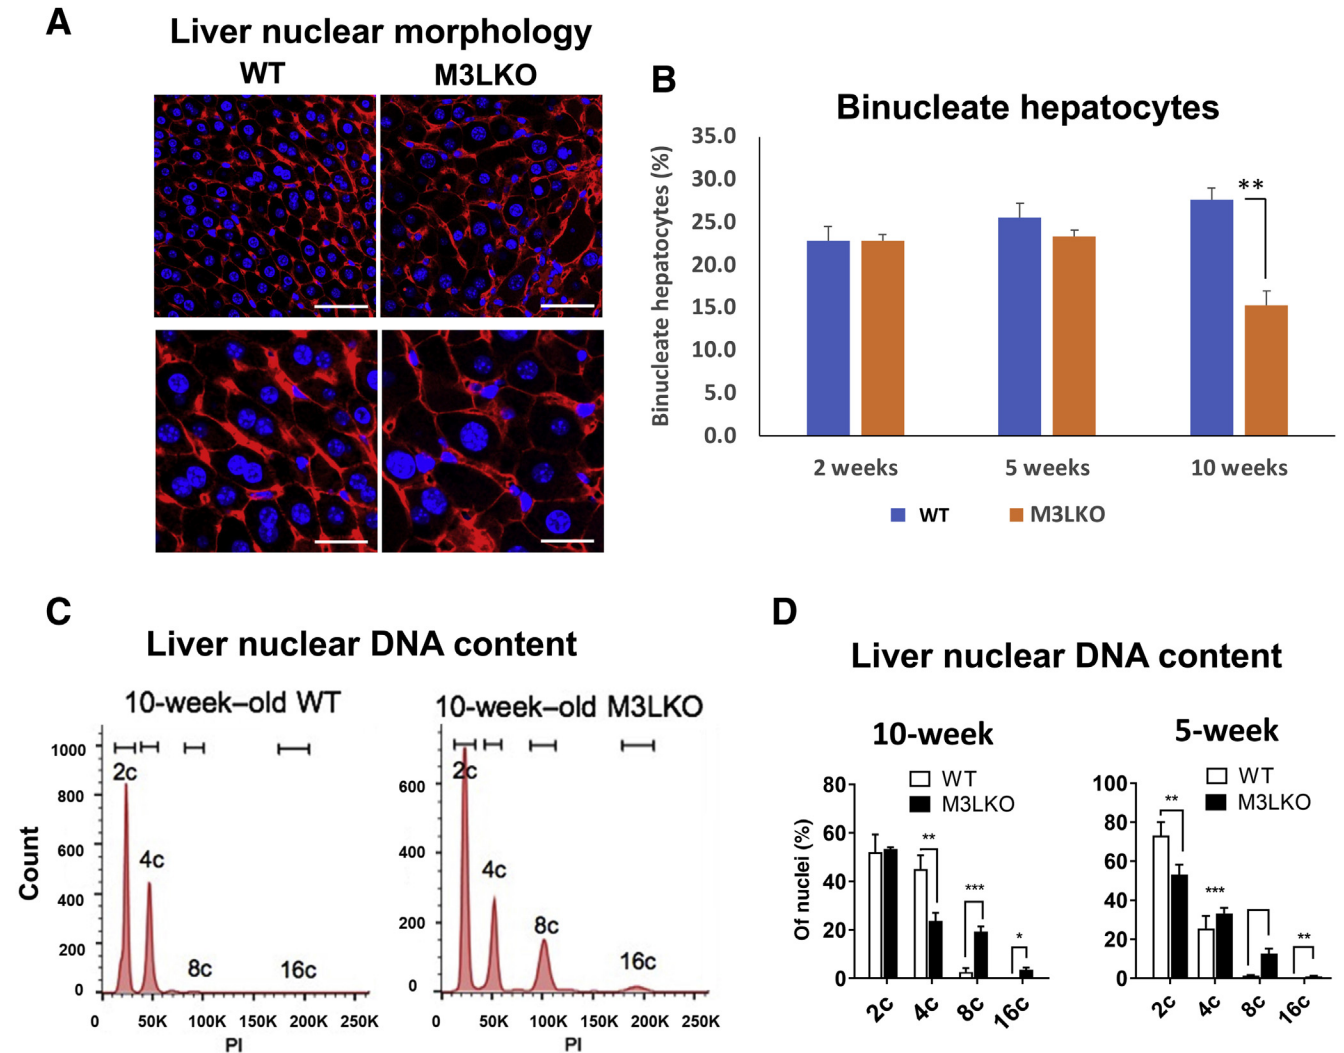 A
Liver nuclear morphology
WT
M3LKO
B
Binucleate hepatocytes
Binucleate hepatocytes (%)
35.0
30.0
25.0
20.0
15.0
10.0
5.0
0.0
**
2 weeks
5 weeks
10 weeks
WT
M3LKO
C
Liver nuclear DNA content
10-week–old WT
Count
1000
800
600
400
200
0
2c
4c
8c
16c
0
50K
100K
150K
200K
250K
PI
10-week–old M3LKO
600
400
200
0
2c
4c
8c
16c
0
50K
100K
150K
200K
250K
PI
D
Liver nuclear DNA content
10-week
WT
M3LKO
Of nuclei (%)
80
60
40
20
0
**
***
*
2c
4c
8c
16c
5-week
WT
M3LKO
100
80
60
40
20
0
**
***
**
2c
4c
8c
16c